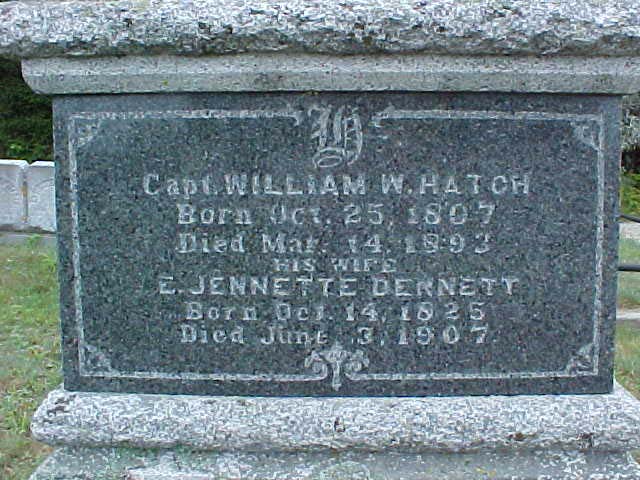 H
Capt. WILLIAM W. HATCH
Born Oct. 25, 1807
Died Mar. 14, 1893
HIS WIFE
E. JENNETTE DENNETT
Born Oct. 14, 1825
Died June 3, 1907